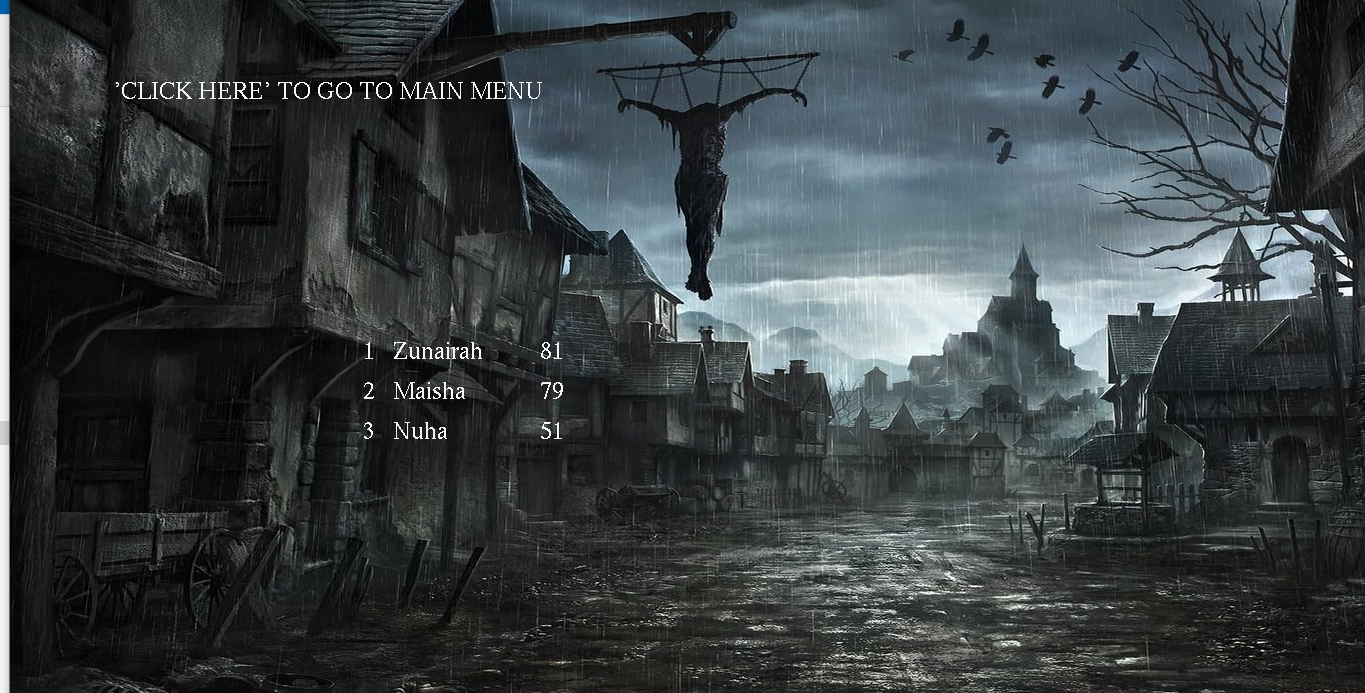 ’CLICK HERE’ TO GO TO MAIN MENU
1 Zunairah 81
2 Maisha 79
3 Nuha 51